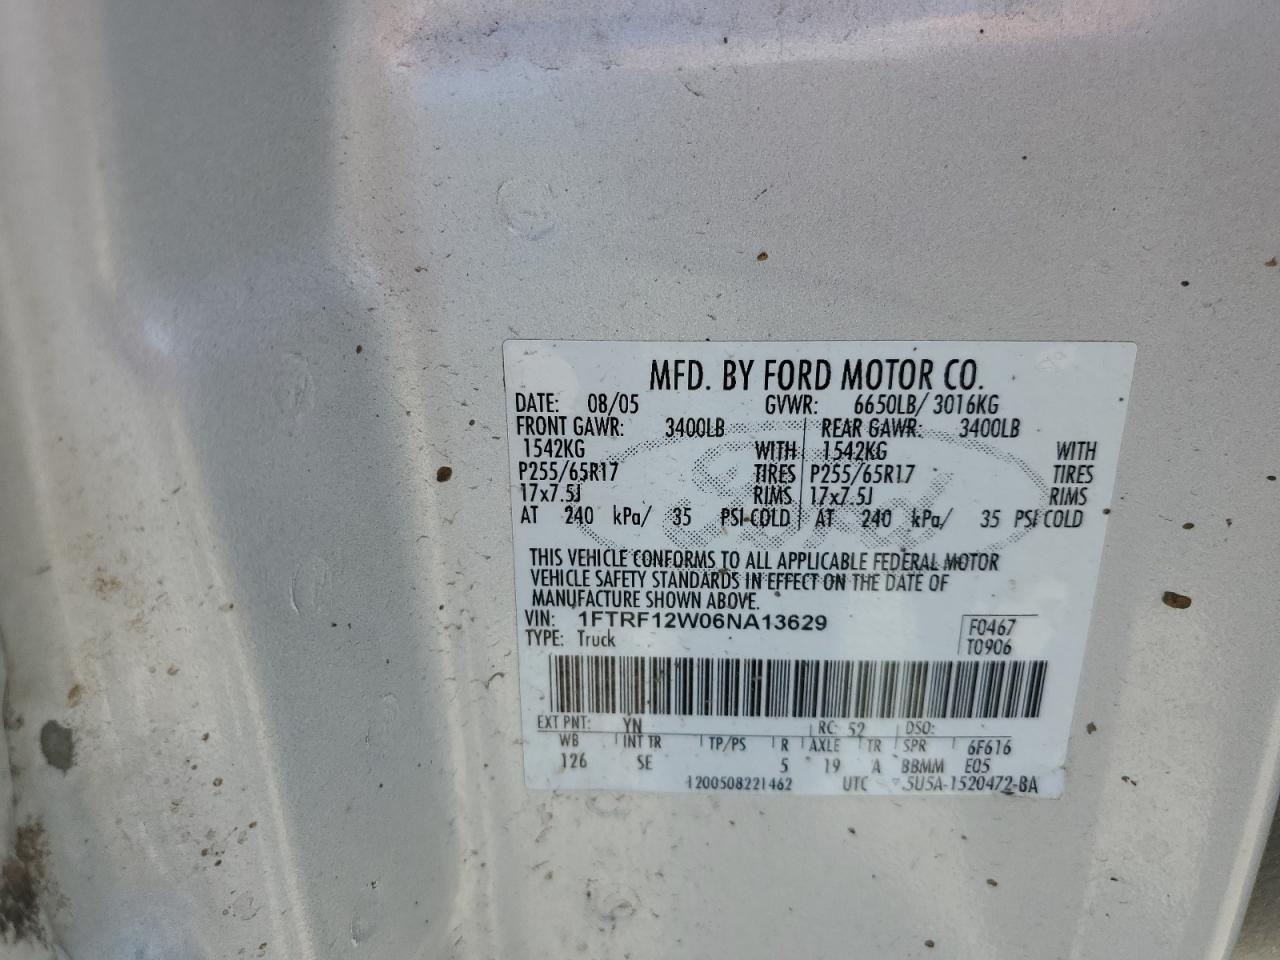 MFD. BY FORD MOTOR CO.
DATE: 08/05 GVWR: 6650LB/ 3016KG
FRONT GAWR: 3400LB REAR GAWR: 3400LB
1542KG WITH 1542KG WITH
P255/65R17 TIRES P255/65R17 TIRES
17x7.5J RIMS 17x7.5J RIMS
AT 240 kPa/ 35 PSI COLD AT 240 kPa/ 35 PSI COLD
THIS VEHICLE CONFORMS TO ALL APPLICABLE FEDERAL MOTOR
VEHICLE SAFETY STANDARDS IN EFFECT ON THE DATE OF
MANUFACTURE SHOWN ABOVE.
VIN: 1FTRF12W06NA13629 F0467
TYPE: Truck T0906
EXT PNT: YN RC: 52 DSO:
WB INT TR TP/PS R AXLE TR SPR 6F616
126 SE 5 19 A BBMM E05
1200508221462 UTC 5U5A-1520472-BA